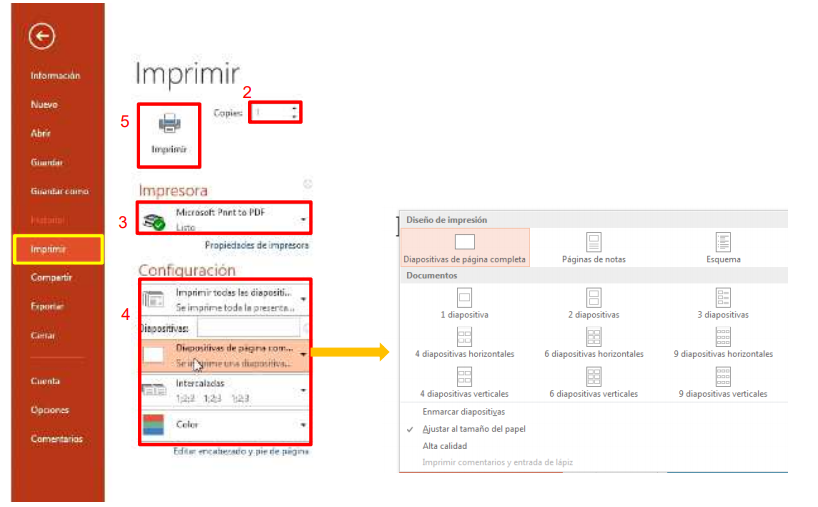 Información
Nuevo
Abrir
Guardar
Guardar como
Historial
Imprimir
Compartir
Exportar
Cerrar
Cuenta
Opciones
Comentarios
Imprimir
2
5
Copies: 1
Imprimir
Impresora
3
Microsoft Print to PDF
Listo
Propiedades de impresora
Configuración
4
Imprimir todas las diapositi...
Se imprime toda la presenta...
Diapositivas:
Diapositivas de página com...
Se imprime una diapositiva...
Intercaladas
1;2;3 1;2;3 1;2;3
Color
Editar encabezado y pie de página
Diseño de impresión
Diapositivas de página completa
Páginas de notas
Esquema
Documentos
1 diapositiva
2 diapositivas
3 diapositivas
4 diapositivas horizontales
6 diapositivas horizontales
9 diapositivas horizontales
4 diapositivas verticales
6 diapositivas verticales
9 diapositivas verticales
Enmarcar diapositivas
✓ Ajustar al tamaño del papel
Alta calidad
Imprimir comentarios y entrada de lápiz